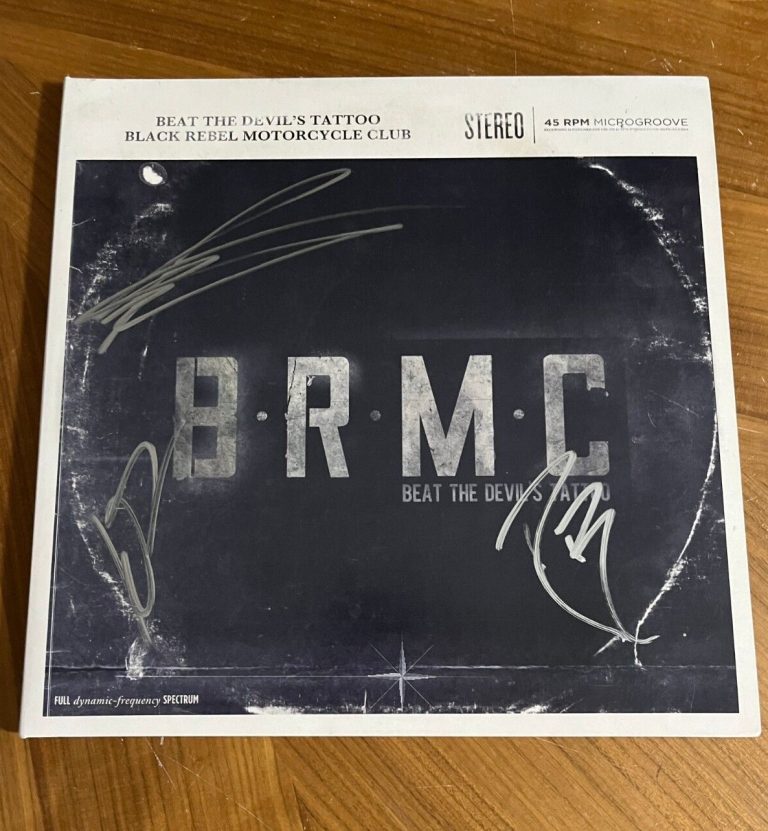 BEAT THE DEVIL'S TATTOO
BLACK REBEL MOTORCYCLE CLUB
STEREO
45 RPM MICROGROOVE
B·R·M·C
BEAT THE DEVIL'S TATTOO
FULL dynamic-frequency SPECTRUM